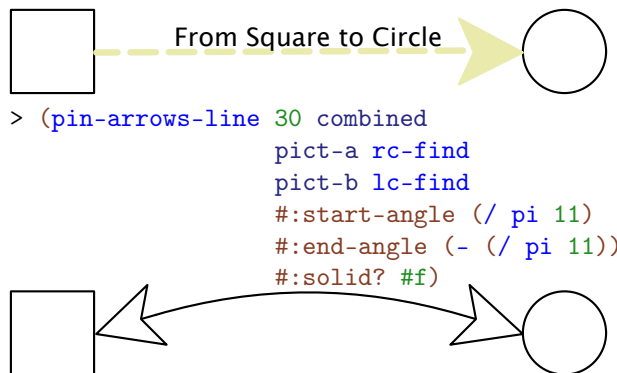 From Square to Circle
> (pin-arrows-line 30 combined
pict-a rc-find
pict-b lc-find
#:start-angle (/ pi 11)
#:end-angle (- (/ pi 11))
#:solid? #f)